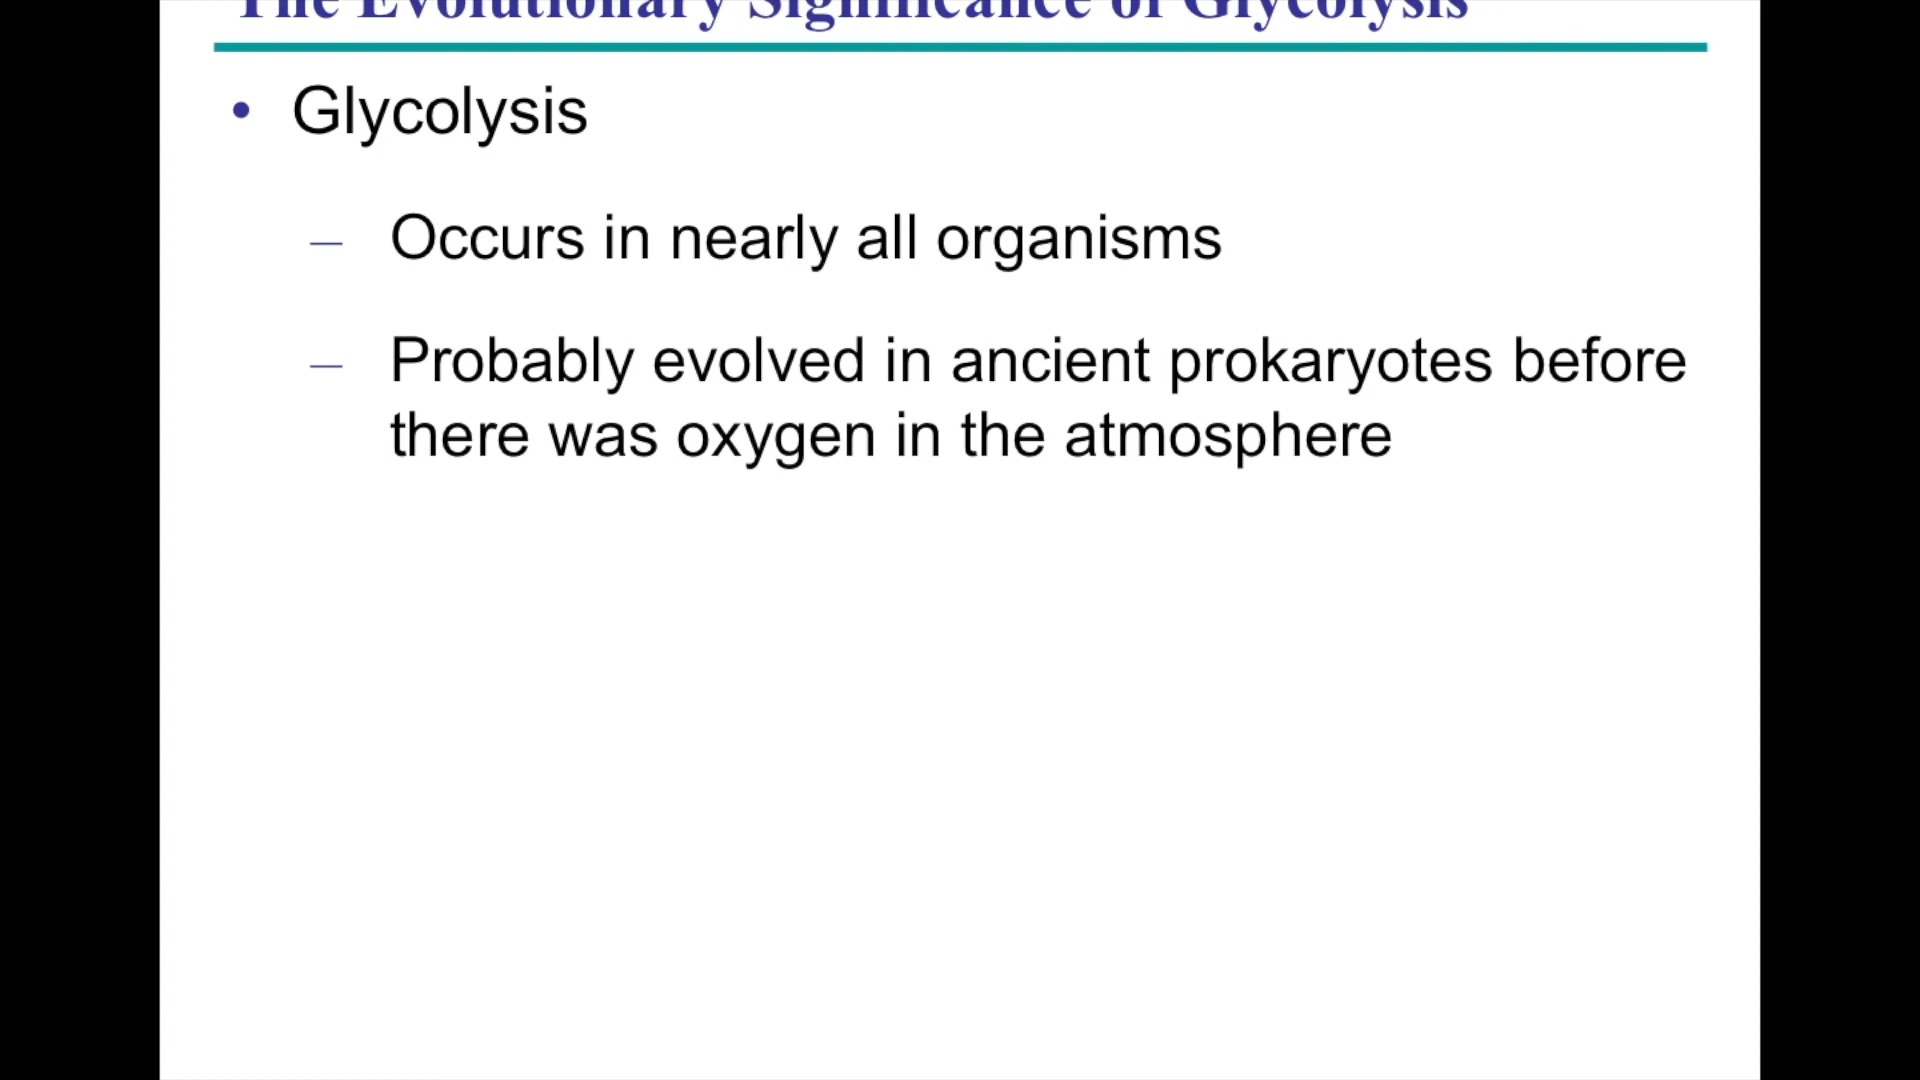 The Evolutionary Significance of Glycolysis
• Glycolysis
– Occurs in nearly all organisms
– Probably evolved in ancient prokaryotes before
there was oxygen in the atmosphere